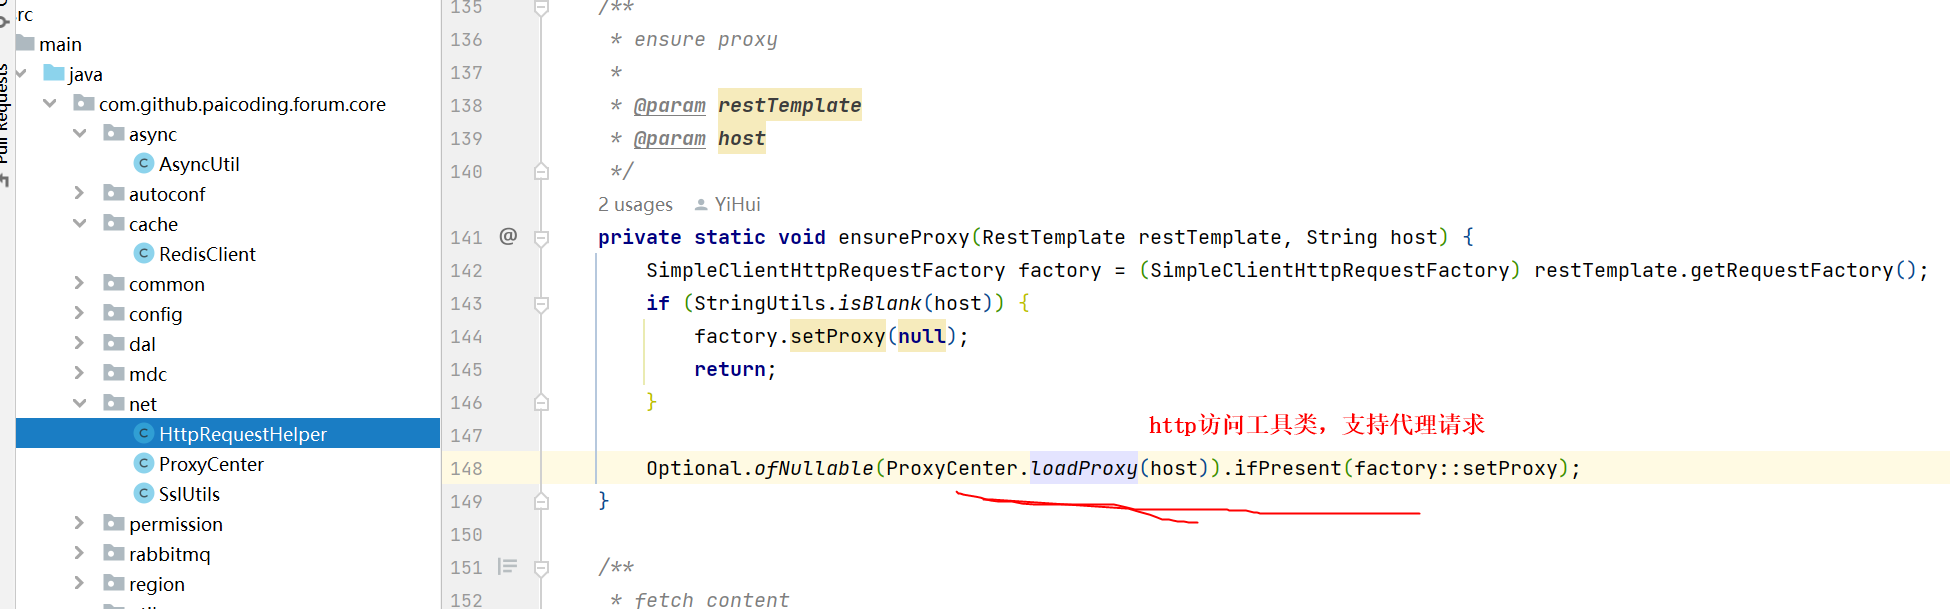 src
main
java
com.github.paicoding.forum.core
async
AsyncUtil
autoconf
cache
RedisClient
common
config
dal
mdc
net
HttpRequestHelper
ProxyCenter
SslUtils
permission
rabbitmq
region
Pull Requests
135 /**
136 * ensure proxy
137 *
138 * @param restTemplate
139 * @param host
140 */
2 usages YiHui
141 @ private static void ensureProxy(RestTemplate restTemplate, String host) {
142 SimpleClientHttpRequestFactory factory = (SimpleClientHttpRequestFactory) restTemplate.getRequestFactory();
143 if (StringUtils.isBlank(host)) {
144 factory.setProxy(null);
145 return;
146 }
147
http访问工具类，支持代理请求
148 Optional.ofNullable(ProxyCenter.loadProxy(host)).ifPresent(factory::setProxy);
149 }
150
151 /**
152 * fetch content